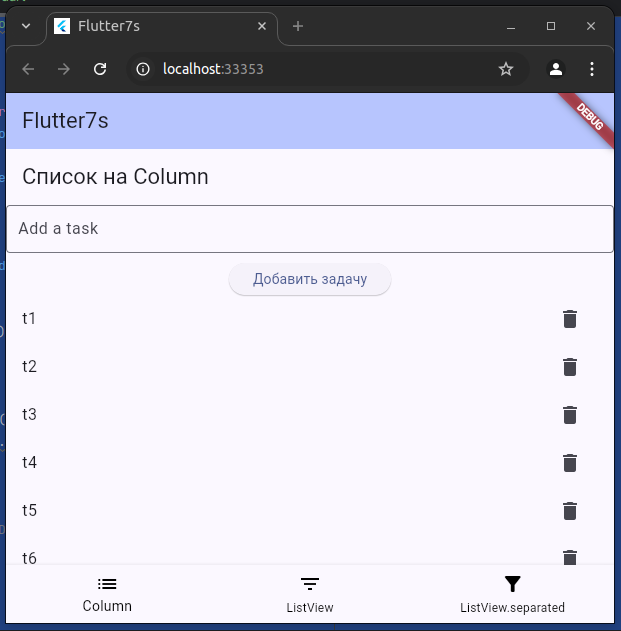 Flutter7s
localhost:33353
Flutter7s
DEBUG
Список на Column
Add a task
Добавить задачу
t1
t2
t3
t4
t5
t6
Column
ListView
ListView.separated